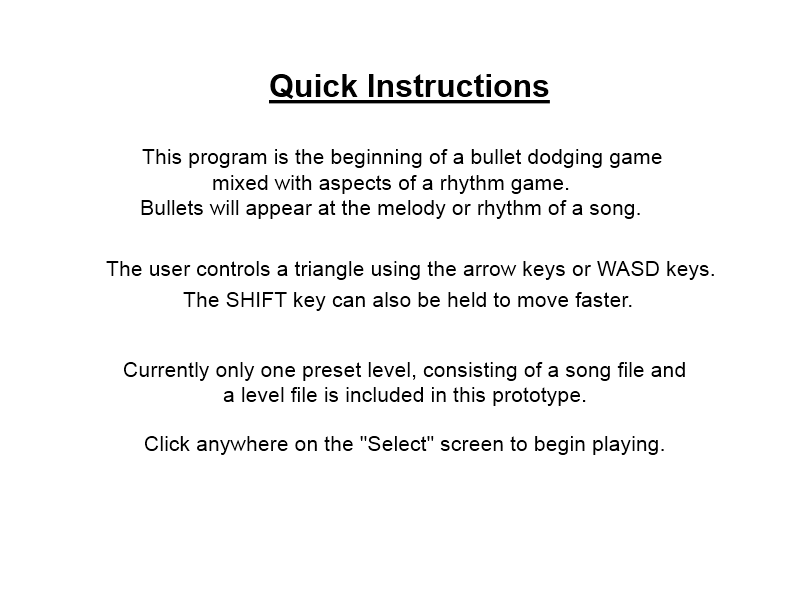 Quick Instructions
This program is the beginning of a bullet dodging game
mixed with aspects of a rhythm game.
Bullets will appear at the melody or rhythm of a song.
The user controls a triangle using the arrow keys or WASD keys.
The SHIFT key can also be held to move faster.
Currently only one preset level, consisting of a song file and
a level file is included in this prototype.
Click anywhere on the "Select" screen to begin playing.